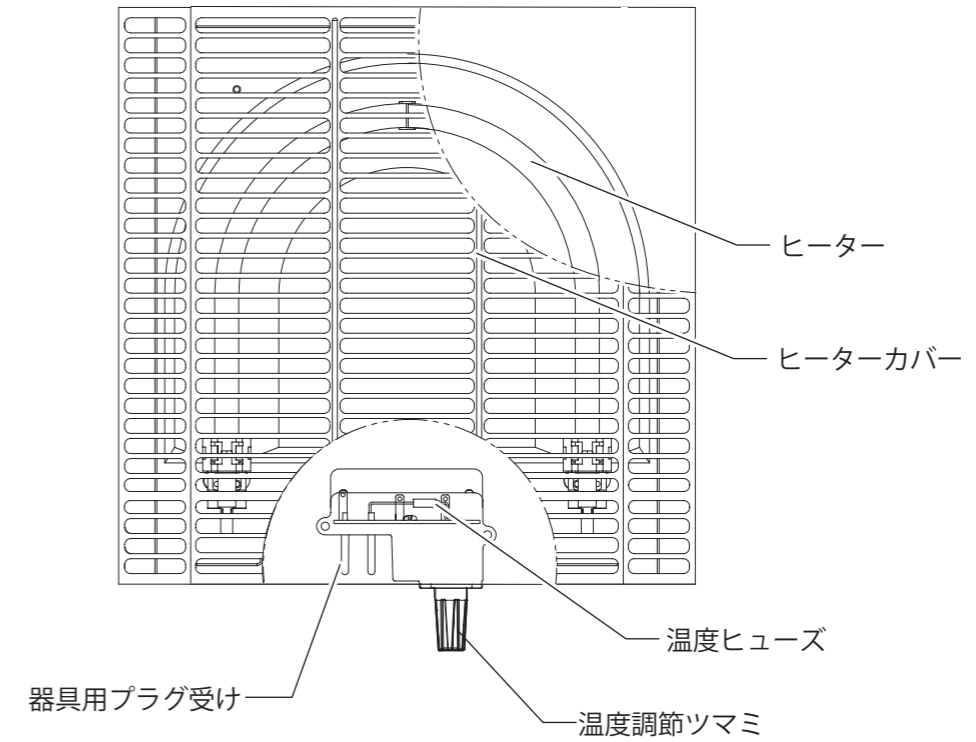 ヒーター
ヒーターカバー
温度ヒューズ
器具用プラグ受け
温度調節ツマミ